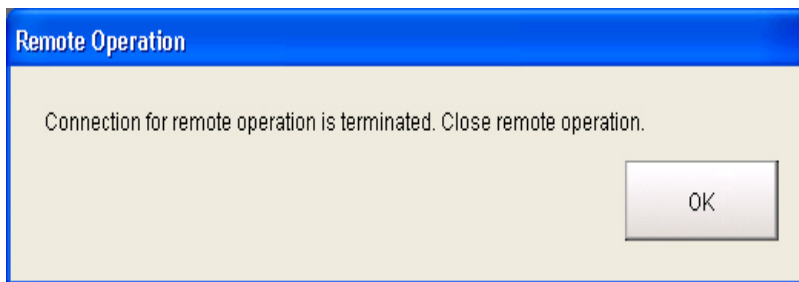 Remote Operation
Connection for remote operation is terminated. Close remote operation.
OK